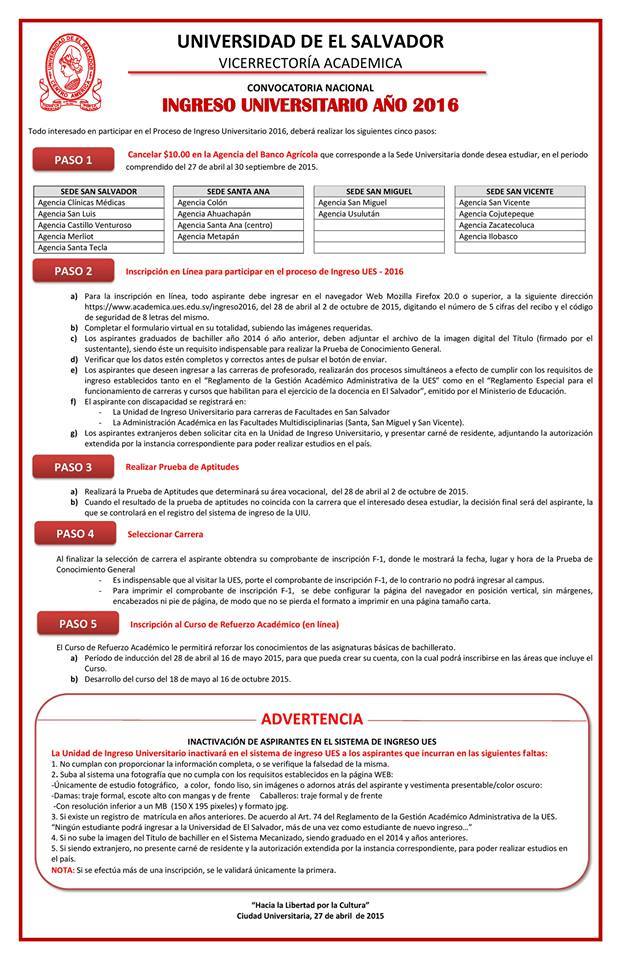 UNIVERSIDAD DE EL SALVADOR
VICERRECTORÍA ACADEMICA
CONVOCATORIA NACIONAL
INGRESO UNIVERSITARIO AÑO 2016
Todo interesado en participar en el Proceso de Ingreso Universitario 2016, deberá realizar los siguientes cinco pasos:
PASO 1
Cancelar $10.00 en la Agencia del Banco Agrícola que corresponde a la Sede Universitaria donde desea estudiar, en el periodo
comprendido del 27 de abril al 30 septiembre de 2015.
SEDE SAN SALVADOR
Agencia Clínicas Médicas
Agencia San Luis
Agencia Castillo Venturoso
Agencia Merliot
Agencia Santa Tecla
SEDE SANTA ANA
Agencia Colón
Agencia Ahuachapán
Agencia Santa Ana (centro)
Agencia Metapán
SEDE SAN MIGUEL
Agencia San Miguel
Agencia Usulután
SEDE SAN VICENTE
Agencia San Vicente
Agencia Cojutepeque
Agencia Zacatecoluca
Agencia Ilobasco
PASO 2
Inscripción en Línea para participar en el proceso de Ingreso UES - 2016
a) Para la inscripción en línea, todo aspirante debe ingresar en el navegador Web Mozilla Firefox 20.0 o superior, a la siguiente dirección
https://www.academica.ues.edu.sv/ingreso2016, del 28 de abril al 2 de octubre de 2015, digitando el número de 5 cifras del recibo y el código
de seguridad de 8 letras del mismo.
b) Completar el formulario virtual en su totalidad, subiendo las imágenes requeridas.
c) Los aspirantes graduados de bachiller año 2014 ó año anterior, deben adjuntar el archivo de la imagen digital del Título (firmado por el
sustentante), siendo éste un requisito indispensable para realizar la Prueba de Conocimiento General.
d) Verificar que los datos estén completos y correctos antes de pulsar el botón de enviar.
e) Los aspirantes que deseen ingresar a las carreras de profesorado, realizarán dos procesos simultáneos a efecto de cumplir con los requisitos de
ingreso establecidos tanto en el "Reglamento de la Gestión Académico Administrativa de la UES" como en el "Reglamento Especial para el
funcionamiento de carreras y cursos que habilitan para el ejercicio de la docencia en El Salvador", emitido por el Ministerio de Educación.
f) El aspirante con discapacidad se registrará en:
- La Unidad de Ingreso Universitario para carreras de Facultades en San Salvador
- La Administración Académica en las Facultades Multidisciplinarias (Santa, San Miguel y San Vicente).
g) Los aspirantes extranjeros deben solicitar cita en la Unidad de Ingreso Universitario, y presentar carné de residente, adjuntando la autorización
extendida por la instancia correspondiente para poder realizar estudios en el país.
PASO 3
Realizar Prueba de Aptitudes
a) Realizará la Prueba de Aptitudes que determinará su área vocacional, del 28 de abril al 2 de octubre de 2015.
b) Cuando el resultado de la prueba de aptitudes no coincida con la carrera que el interesado desea estudiar, la decisión final será del aspirante, la
que se controlará en el registro del sistema de ingreso de la UIU.
PASO 4
Seleccionar Carrera
Al finalizar la selección de carrera el aspirante obtendra su comprobante de inscripción F-1, donde le mostrará la fecha, lugar y hora de la Prueba de
Conocimiento General
- Es indispensable que al visitar la UES, porte el comprobante de inscripción F-1, de lo contrario no podrá ingresar al campus.
- Para imprimir el comprobante de inscripción F-1, se debe configurar la página del navegador en posición vertical, sin márgenes,
encabezados ni pie de página, de modo que no se pierda el formato a imprimir en una página tamaño carta.
PASO 5
Inscripción al Curso de Refuerzo Académico (en línea)
El Curso de Refuerzo Académico le permitirá reforzar los conocimientos de las asignaturas básicas de bachillerato.
a) Periodo de inducción del 28 de abril al 16 de mayo 2015, para que pueda crear su cuenta, con la cual podrá inscribirse en las áreas que incluye el
Curso.
b) Desarrollo del curso del 18 de mayo al 16 de octubre 2015.
ADVERTENCIA
INACTIVACIÓN DE ASPIRANTES EN EL SISTEMA DE INGRESO UES
La Unidad de Ingreso Universitario inactivará en el sistema de ingreso UES a los aspirantes que incurran en las siguientes faltas:
1. No cumplan con proporcionar la información completa, o se verifique la falsedad de la misma.
2. Suba al sistema una fotografía que no cumpla con los requisitos establecidos en la página WEB:
-Únicamente de estudio fotográfico, a color, fondo liso, sin imágenes o adornos atrás del aspirante y vestimenta presentable/color oscuro:
-Damas: traje formal, escote alto con mangas y de frente Caballeros: traje formal y de frente
-Con resolución inferior a un MB (150 X 195 pixeles) y formato jpg.
3. Si existe un registro de matrícula en años anteriores. De acuerdo al Art. 74 del Reglamento de la Gestión Académico Administrativa de la UES.
"Ningún estudiante podrá ingresar a la Universidad de El Salvador, más de una vez como estudiante de nuevo ingreso..."
4. Si no sube la imagen del Título de bachiller en el Sistema Mecanizado, siendo graduado en el 2014 y años anteriores.
5. Si siendo extranjero, no presente carné de residente y la autorización extendida por la instancia correspondiente, para poder realizar estudios en
el país.
NOTA: Si se efectúa más de una inscripción, se le validará únicamente la primera.
"Hacia la Libertad por la Cultura"
Ciudad Universitaria, 27 de abril de 2015